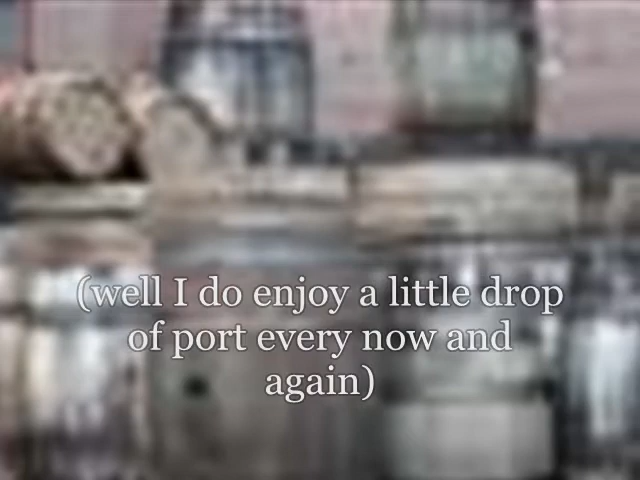 (well I do enjoy a little drop
of port every now and
again)